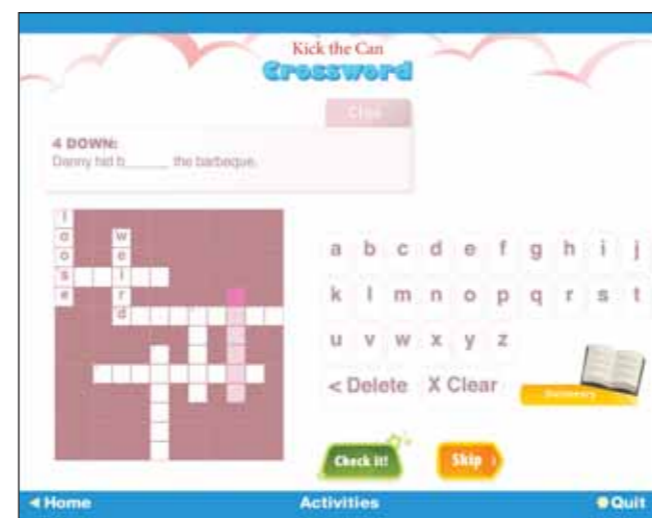 Kick the Can
Crossword
Clue
4 DOWN:
Danny hid b______ the barbeque.
l
o w
o e
s i
e r
d
a b c d e f g h i j
k l m n o p q r s t
u v w x y z
< Delete X Clear
Dictionary
Check it!
Skip
Home
Activities
Quit